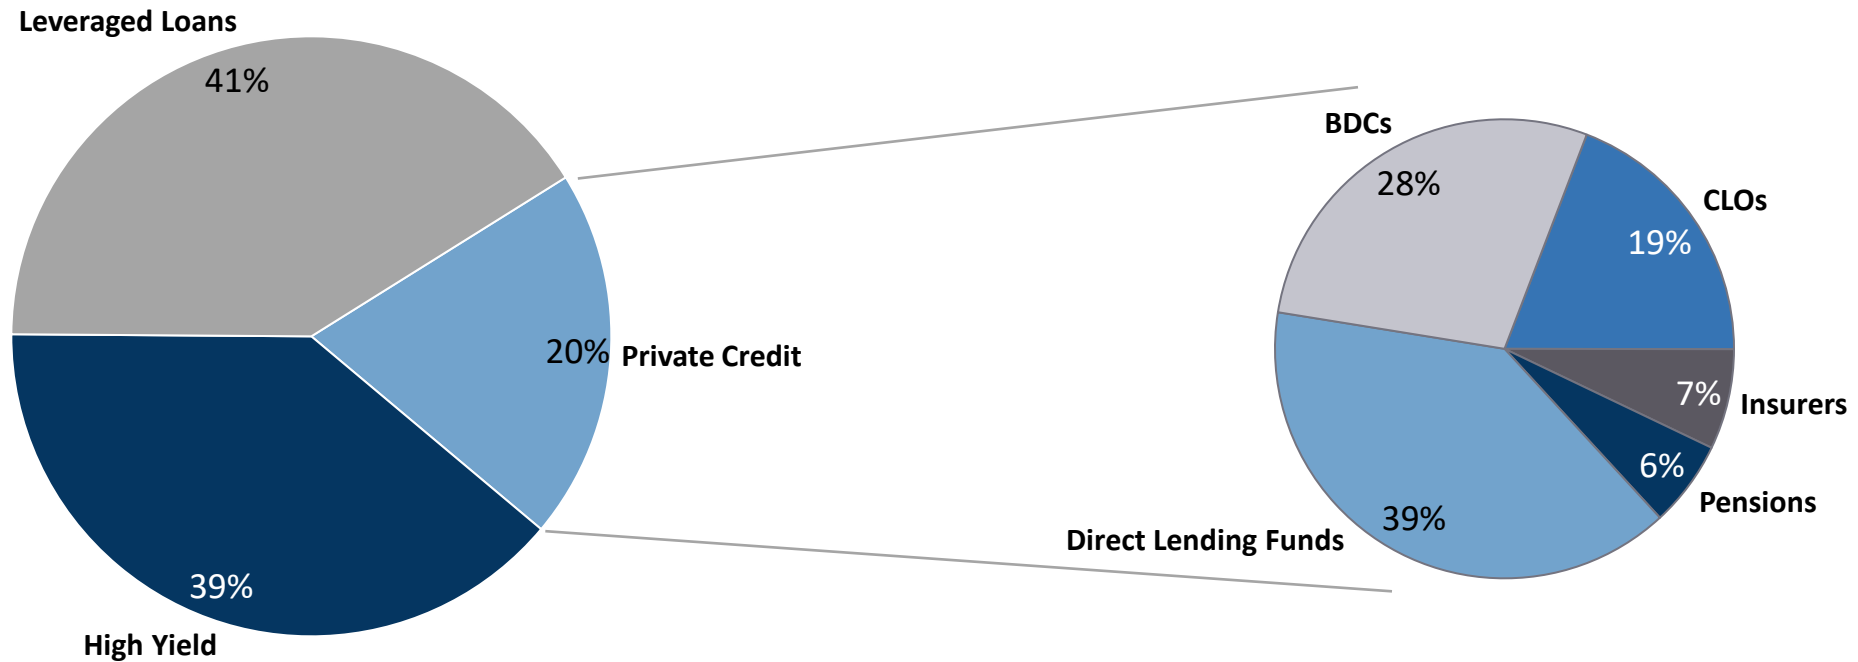 Leveraged Loans
41%
20% Private Credit
39%
High Yield
BDCs
28%
CLOs
19%
7% Insurers
6%
Pensions
39%
Direct Lending Funds